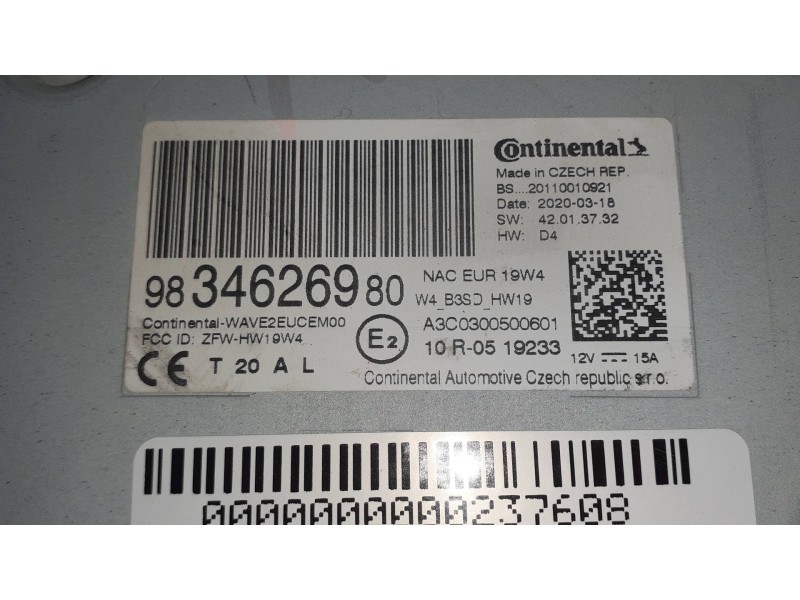 Continental
Made in CZECH REP.
BS....20110010921
Date: 2020-03-18
SW: 42.01.37.32
HW: D4
98 346269 80
NAC EUR 19W4
W4_B3SD_HW19
Continental-WAVE2EUCEM00
FCC ID: ZFW-HW19W4
E2
A3C0300500601
10 R-05 19233
12V 15A
CE T 20 A L
Continental Automotive Czech republic s.r.o.
0000000000237608